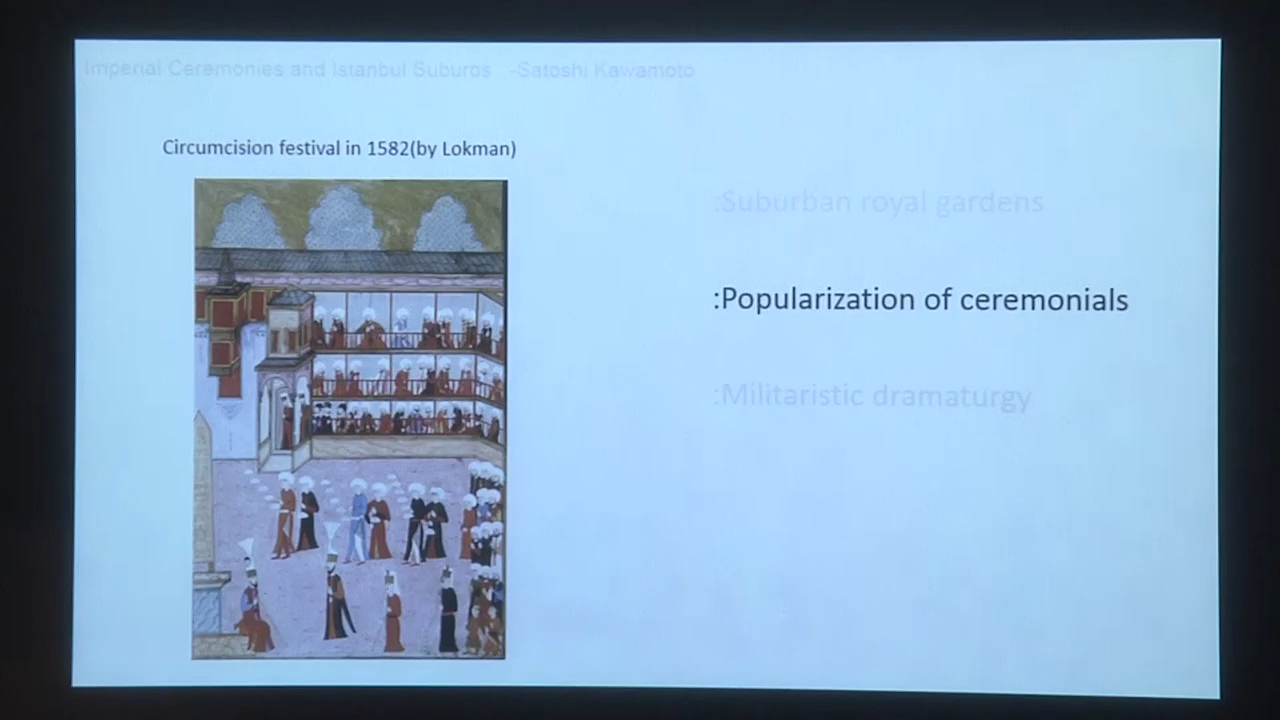 Imperial Ceremonies and Istanbul Suburbs -Satoshi Kawamoto
Circumcision festival in 1582(by Lokman)
:Suburban royal gardens
:Popularization of ceremonials
:Militaristic dramaturgy